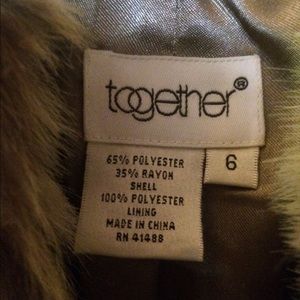 together®
65% POLYESTER
35% RAYON
SHELL
100% POLYESTER
LINING
MADE IN CHINA
RN 41488
6